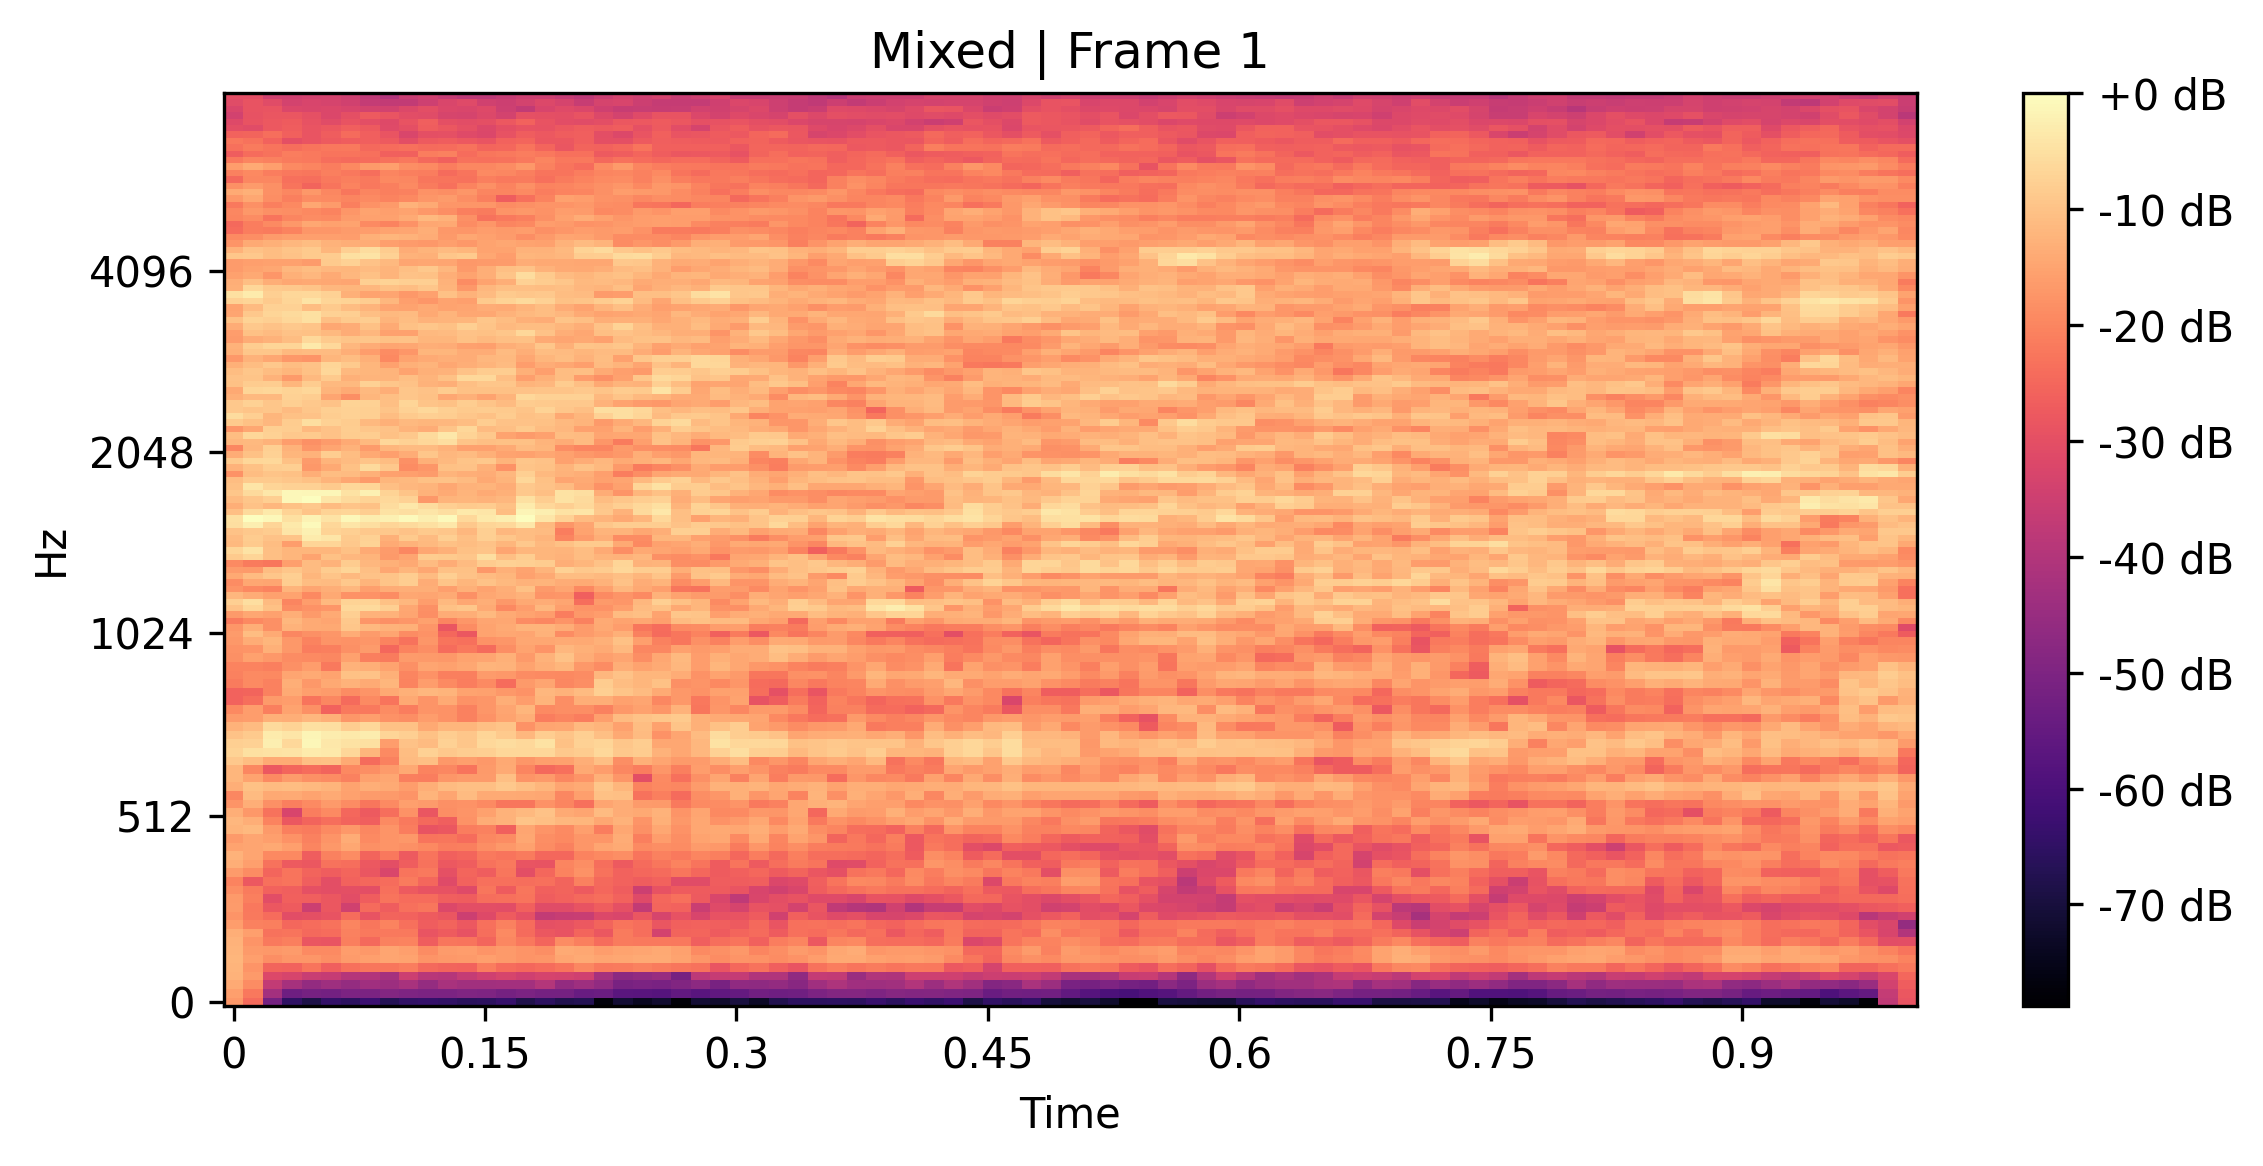 Mixed | Frame 1
+0 dB
-10 dB
-20 dB
-30 dB
-40 dB
-50 dB
-60 dB
-70 dB
Hz
4096
2048
1024
512
0
0 0.15 0.3 0.45 0.6 0.75 0.9
Time